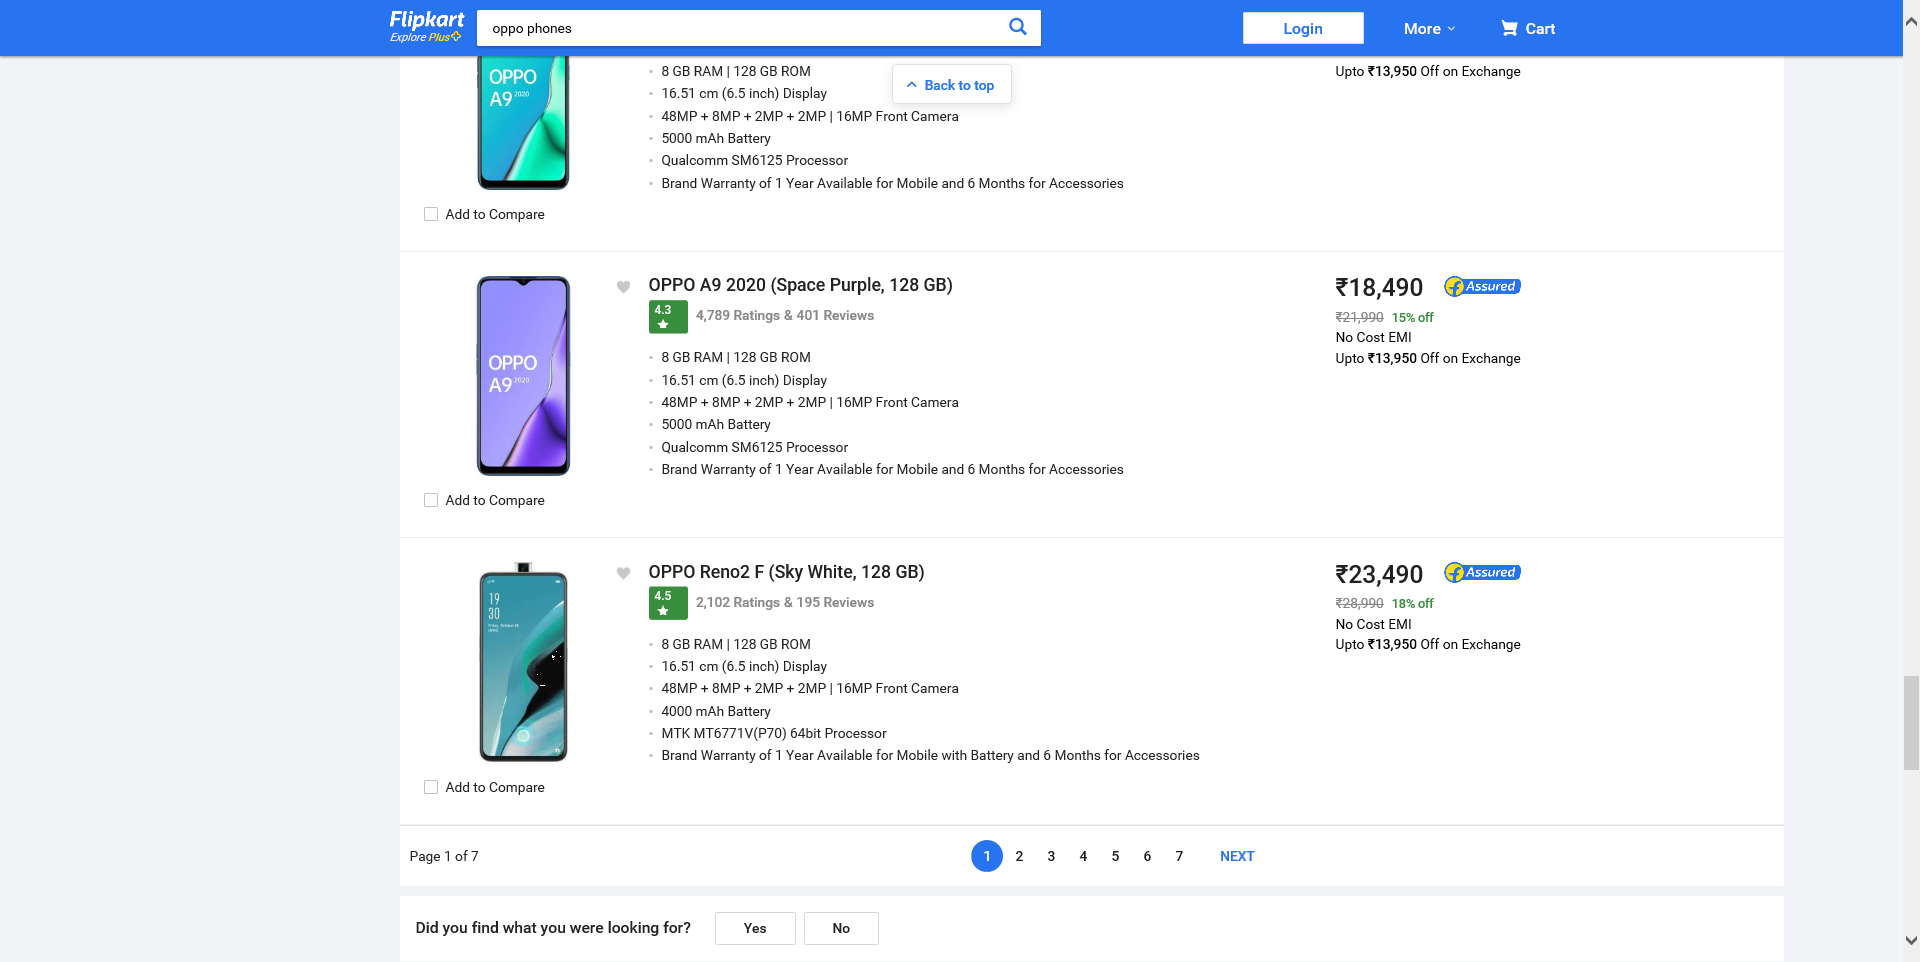 Flipkart
Explore Plus
oppo phones
Login
More
Cart
Back to top
OPPO
A9 2020
8 GB RAM | 128 GB ROM
16.51 cm (6.5 inch) Display
48MP + 8MP + 2MP + 2MP | 16MP Front Camera
5000 mAh Battery
Qualcomm SM6125 Processor
Brand Warranty of 1 Year Available for Mobile and 6 Months for Accessories
Upto ₹13,950 Off on Exchange
Add to Compare
OPPO
A9 2020
OPPO A9 2020 (Space Purple, 128 GB)
4.3
4,789 Ratings & 401 Reviews
8 GB RAM | 128 GB ROM
16.51 cm (6.5 inch) Display
48MP + 8MP + 2MP + 2MP | 16MP Front Camera
5000 mAh Battery
Qualcomm SM6125 Processor
Brand Warranty of 1 Year Available for Mobile and 6 Months for Accessories
₹18,490
Assured
₹21,990 15% off
No Cost EMI
Upto ₹13,950 Off on Exchange
Add to Compare
19
30
OPPO Reno2 F (Sky White, 128 GB)
4.5
2,102 Ratings & 195 Reviews
8 GB RAM | 128 GB ROM
16.51 cm (6.5 inch) Display
48MP + 8MP + 2MP + 2MP | 16MP Front Camera
4000 mAh Battery
MTK MT6771V(P70) 64bit Processor
Brand Warranty of 1 Year Available for Mobile with Battery and 6 Months for Accessories
₹23,490
Assured
₹28,990 18% off
No Cost EMI
Upto ₹13,950 Off on Exchange
Add to Compare
Page 1 of 7
1 2 3 4 5 6 7 NEXT
Did you find what you were looking for?
Yes
No